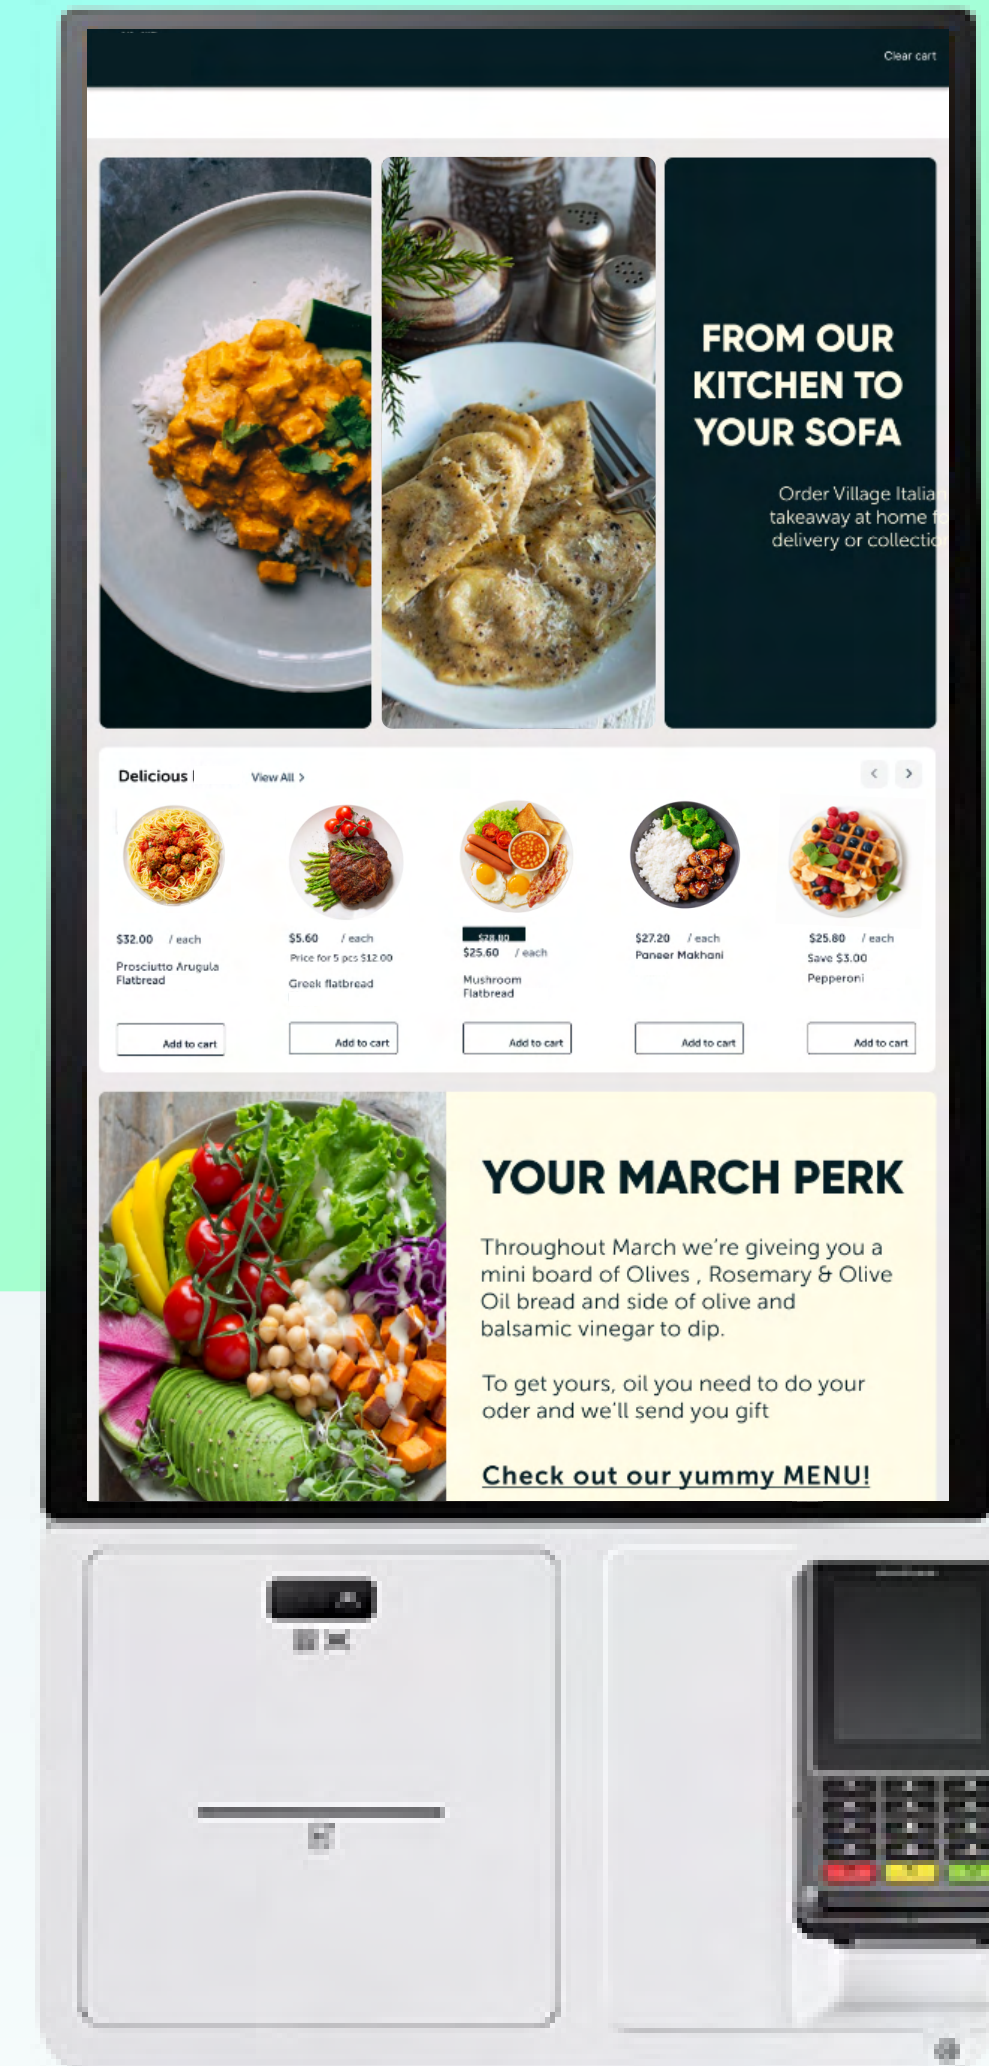 Clear cart
FROM OUR
KITCHEN TO
YOUR SOFA
Order Village Italian
takeaway at home fo
delivery or collectio
Delicious
View All >
$32.00 / each
Prosciutto Arugula
Flatbread
Add to cart
$5.60 / each
Price for 5 pcs $12.00
Greek flatbread
Add to cart
$28.80
$25.60 / each
Mushroom
Flatbread
Add to cart
$27.20 / each
Paneer Makhani
Add to cart
$25.80 / each
Save $3.00
Pepperoni
Add to cart
YOUR MARCH PERK
Throughout March we're giveing you a
mini board of Olives , Rosemary & Olive
Oil bread and side of olive and
balsamic vinegar to dip.
To get yours, oil you need to do your
oder and we'll send you gift
Check out our yummy MENU!